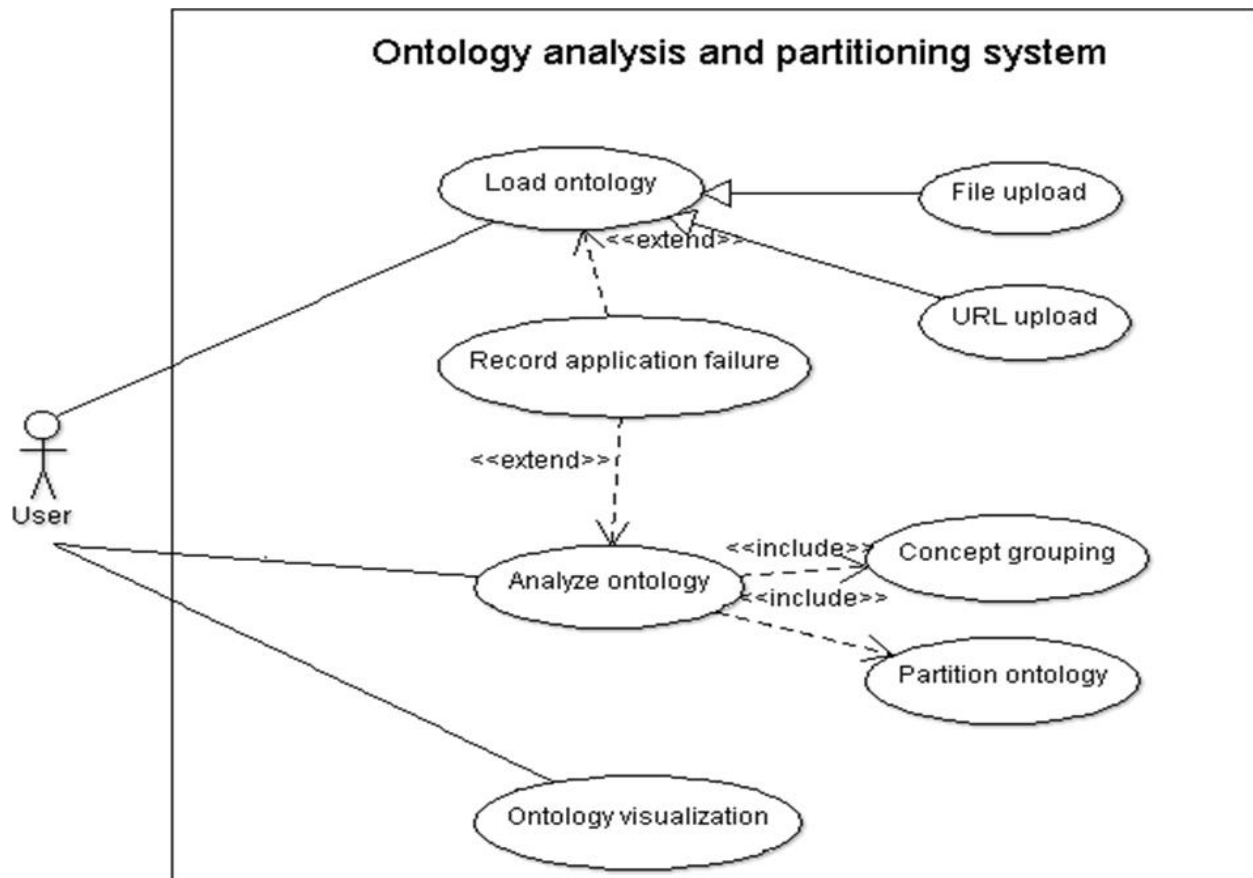 Ontology analysis and partitioning system
Load ontology
File upload
<<extend>>
URL upload
Record application failure
<<extend>>
User
Analyze ontology
<<include>>
Concept grouping
<<include>>
Partition ontology
Ontology visualization